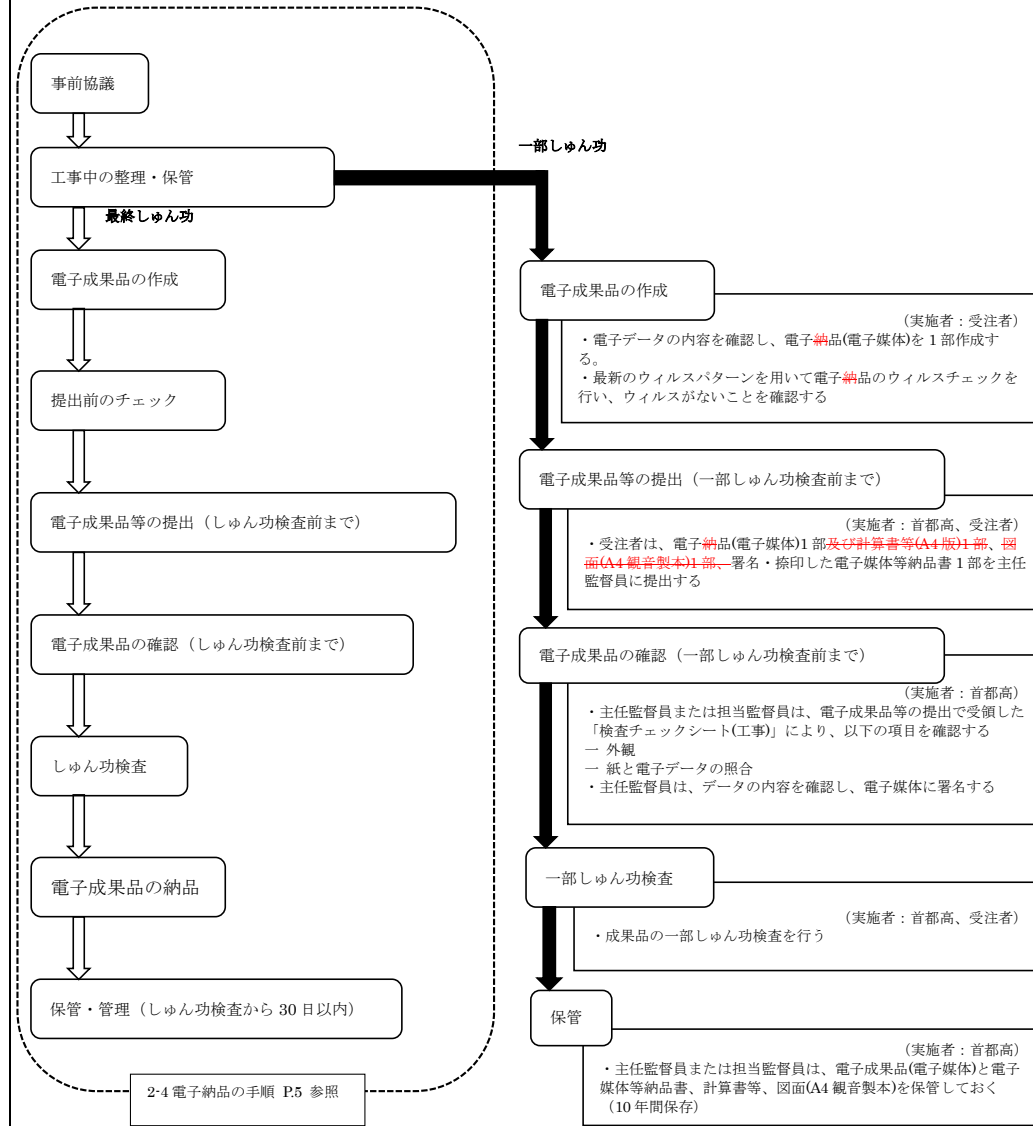 事前協議
工事中の整理・保管
最終しゅん功
電子成果品の作成
提出前のチェック
電子成果品等の提出（しゅん功検査前まで）
電子成果品の確認（しゅん功検査前まで）
しゅん功検査
電子成果品の納品
保管・管理（しゅん功検査から 30 日以内）
2-4 電子納品の手順 P.5 参照
一部しゅん功
電子成果品の作成
（実施者：受注者）
・電子データの内容を確認し、電子納品(電子媒体)を 1 部作成す
る。
・最新のウィルスパターンを用いて電子納品のウィルスチェックを
行い、ウィルスがないことを確認する
電子成果品等の提出（一部しゅん功検査前まで）
（実施者：首都高、受注者）
・受注者は、電子納品(電子媒体)1 部及び計算書等(A4 版)1 部、図
面(A4 観音製本)1 部、署名・捺印した電子媒体等納品書 1 部を主任
監督員に提出する
電子成果品の確認（一部しゅん功検査前まで）
（実施者：首都高）
・主任監督員または担当監督員は、電子成果品等の提出で受領した
「検査チェックシート(工事)」により、以下の項目を確認する
― 外観
― 紙と電子データの照合
・主任監督員は、データの内容を確認し、電子媒体に署名する
一部しゅん功検査
（実施者：首都高、受注者）
・成果品の一部しゅん功検査を行う
保管
（実施者：首都高）
・主任監督員または担当監督員は、電子成果品(電子媒体)と電子
媒体等納品書、計算書等、図面(A4 観音製本)を保管しておく
（10 年間保存）